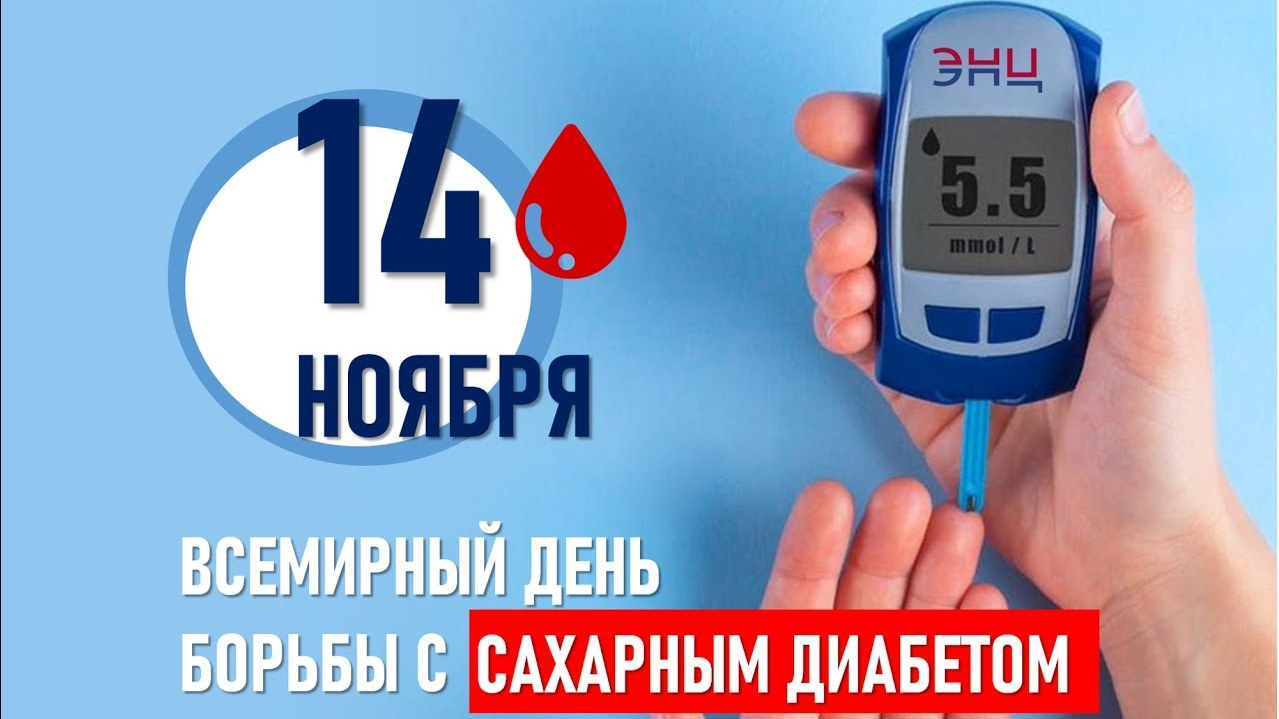 14
НОЯБРЯ
ВСЕМИРНЫЙ ДЕНЬ
БОРЬБЫ С САХАРНЫМ ДИАБЕТОМ
ЭНЦ
5.5
mmol / L